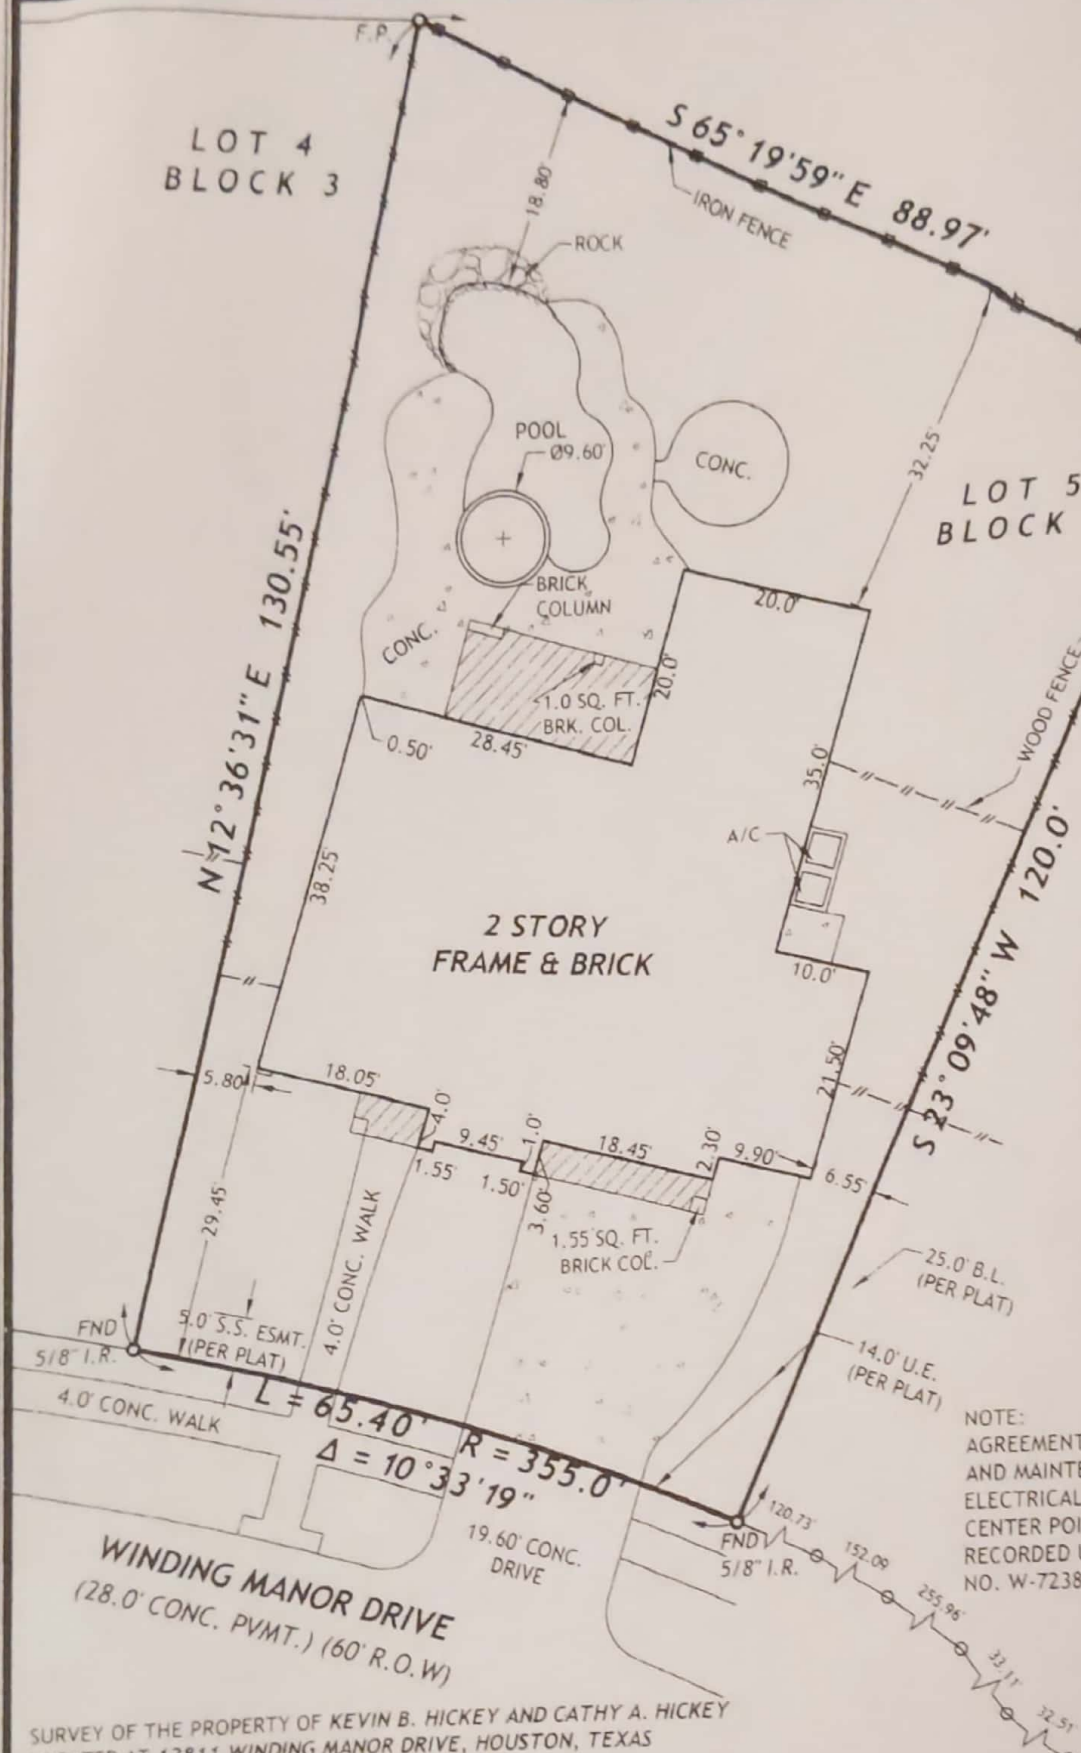 F.P.
LOT 4
BLOCK 3
S 65°19'59" E 88.97'
IRON FENCE
18.80'
ROCK
POOL
Ø9.60'
CONC.
32.25'
LOT 5
BLOCK
N 12°36'31" E 130.55'
BRICK
COLUMN
CONC.
20.0'
20.0'
1.0 SQ. FT.
BRK. COL.
0.50'
28.45'
WOOD FENCE
35.0'
A/C
38.25'
2 STORY
FRAME & BRICK
10.0'
S 23°09'48" W 120.0'
21.50'
5.80'
18.05'
4.0'
9.45'
1.0'
18.45'
2.30'
9.90'
6.55'
1.55'
1.50'
3.60'
29.45'
4.0' CONC. WALK
1.55 SQ. FT.
BRICK COL.
25.0' B.L.
(PER PLAT)
FND
5/8" I.R.
5.0' S.S. ESMT.
(PER PLAT)
14.0' U.E.
(PER PLAT)
4.0' CONC. WALK
L = 65.40' R = 355.0'
Δ = 10°33'19"
NOTE:
AGREEMENT
AND MAINTE
ELECTRICAL
CENTER POI
RECORDED U
NO. W-7238
19.60' CONC.
DRIVE
FND
5/8" I.R.
120.73'
152.09
255.96'
33.11'
32.51'
WINDING MANOR DRIVE
(28.0' CONC. PVMT.) (60' R.O.W)
SURVEY OF THE PROPERTY OF KEVIN B. HICKEY AND CATHY A. HICKEY
WINDING MANOR DRIVE, HOUSTON, TEXAS